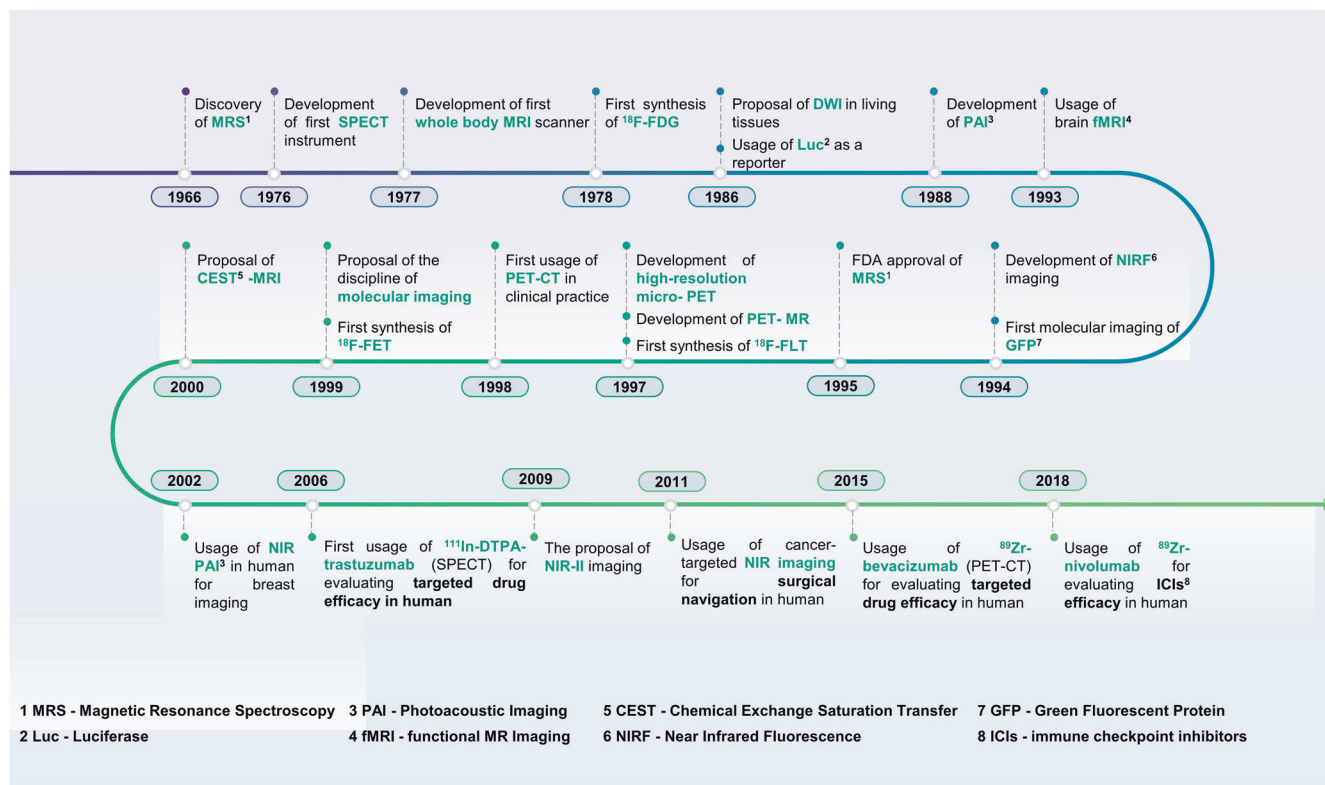 Discovery
of MRS¹
Development
of first SPECT
instrument
Development of first
whole body MRI scanner
First synthesis
of ¹⁸F-FDG
Proposal of DWI in living
tissues
Usage of Luc² as a
reporter
Development
of PAI³
Usage of
brain fMRI⁴
1966
1976
1977
1978
1986
1988
1993
Proposal of
CEST⁵ -MRI
Proposal of the
discipline of
molecular imaging
First synthesis of
¹⁸F-FET
First usage of
PET-CT in
clinical practice
Development of
high-resolution
micro- PET
Development of PET- MR
First synthesis of ¹⁸F-FLT
FDA approval of
MRS¹
Development of NIRF⁶
imaging
First molecular imaging of
GFP⁷
2000
1999
1998
1997
1995
1994
2002
2006
2009
2011
2015
2018
Usage of NIR
PAI³ in human
for breast
imaging
First usage of ¹¹¹In-DTPA-
trastuzumab (SPECT) for
evaluating targeted drug
efficacy in human
The proposal of
NIR-II imaging
Usage of cancer-
targeted NIR imaging
for surgical
navigation in human
Usage of ⁸⁹Zr-
bevacizumab (PET-CT)
for evaluating targeted
drug efficacy in human
Usage of ⁸⁹Zr-
nivolumab for
evaluating ICIs⁸
efficacy in human
1 MRS - Magnetic Resonance Spectroscopy
2 Luc - Luciferase
3 PAI - Photoacoustic Imaging
4 fMRI - functional MR Imaging
5 CEST - Chemical Exchange Saturation Transfer
6 NIRF - Near Infrared Fluorescence
7 GFP - Green Fluorescent Protein
8 ICIs - immune checkpoint inhibitors